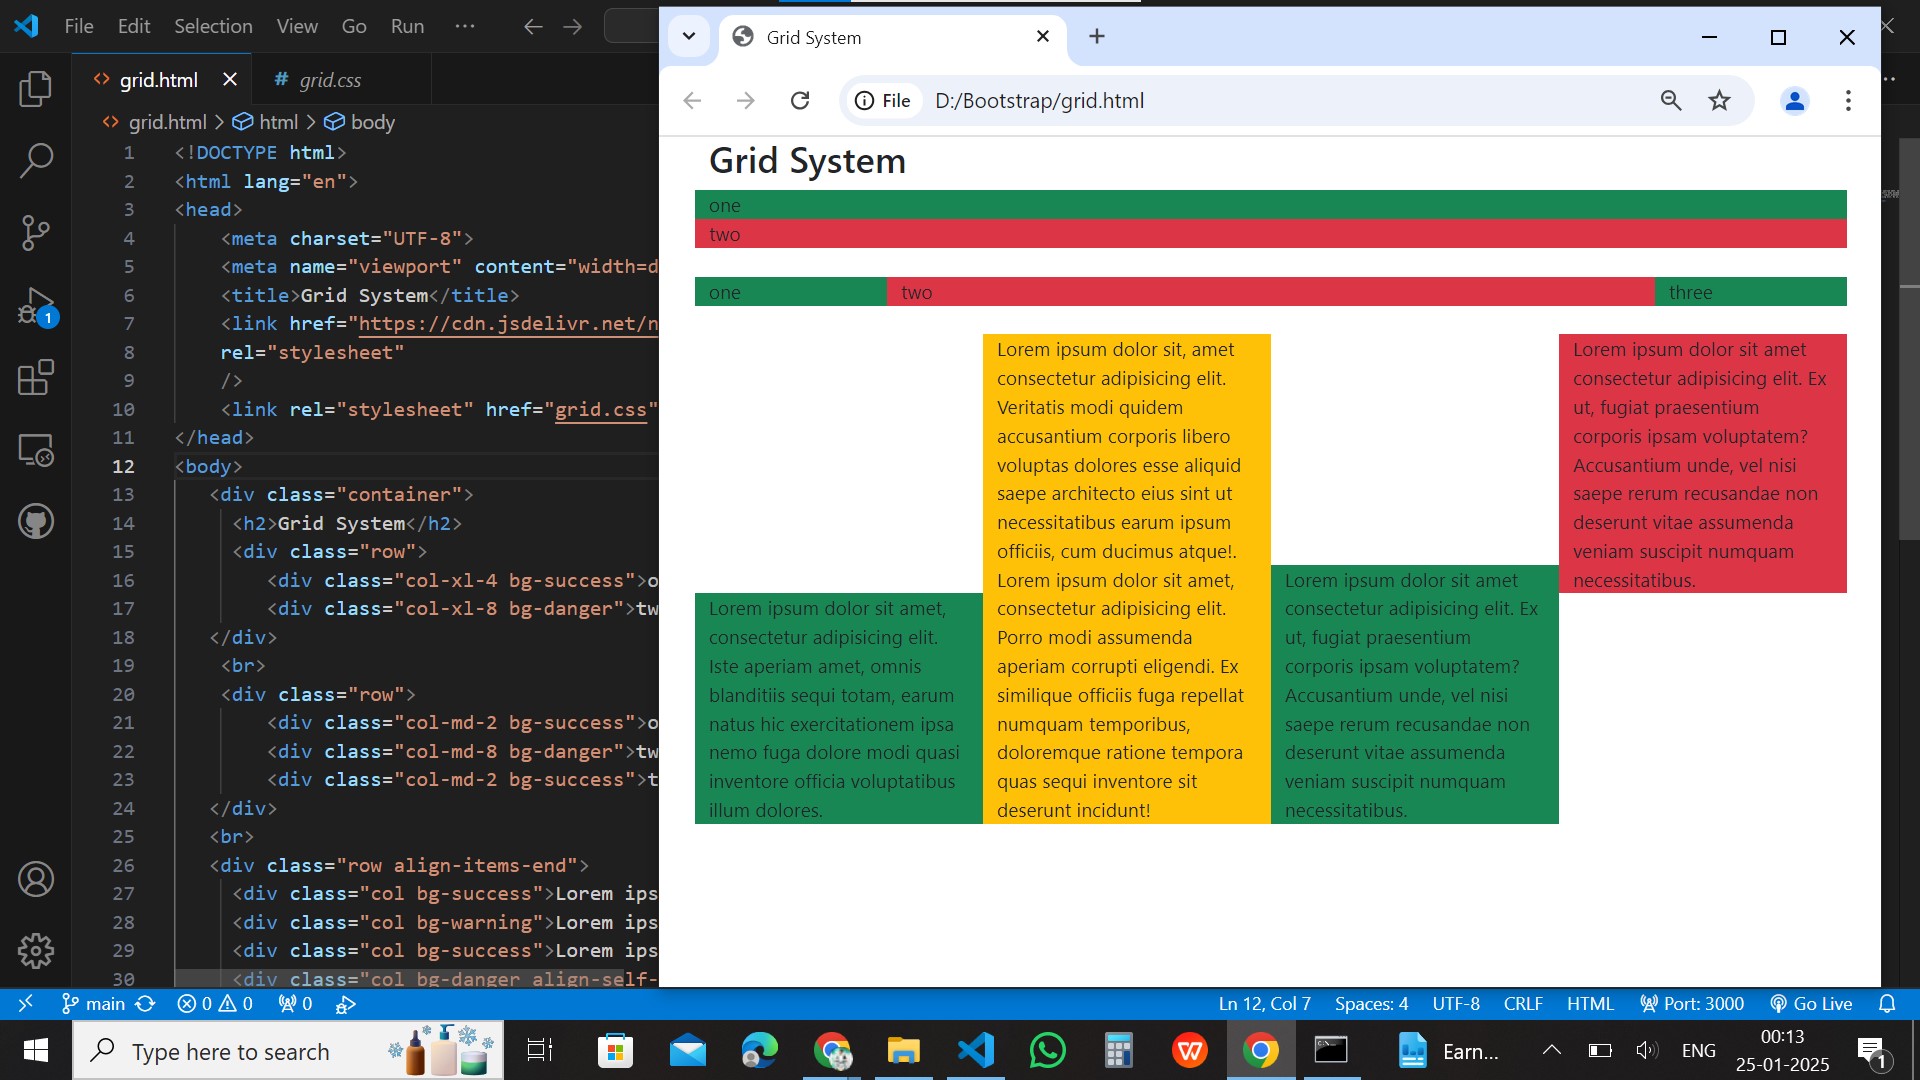 File Edit Selection View Go Run ···
grid.html
grid.css
grid.html > html > body
1 <!DOCTYPE html>
2 <html lang="en">
3 <head>
4 <meta charset="UTF-8">
5 <meta name="viewport" content="width=d
6 <title>Grid System</title>
7 <link href="https://cdn.jsdelivr.net/n
8 rel="stylesheet"
9 />
10 <link rel="stylesheet" href="grid.css"
11 </head>
12 <body>
13 <div class="container">
14 <h2>Grid System</h2>
15 <div class="row">
16 <div class="col-xl-4 bg-success">o
17 <div class="col-xl-8 bg-danger">tw
18 </div>
19 <br>
20 <div class="row">
21 <div class="col-md-2 bg-success">o
22 <div class="col-md-8 bg-danger">tw
23 <div class="col-md-2 bg-success">t
24 </div>
25 <br>
26 <div class="row align-items-end">
27 <div class="col bg-success">Lorem ips
28 <div class="col bg-warning">Lorem ips
29 <div class="col bg-success">Lorem ips
30 <div class="col bg-danger align-self-
Grid System
File D:/Bootstrap/grid.html
Grid System
one
two
one
two
three
Lorem ipsum dolor sit amet,
consectetur adipisicing elit.
Iste aperiam amet, omnis
blanditiis sequi totam, earum
natus hic exercitationem ipsa
nemo fuga dolore modi quasi
inventore officia voluptatibus
illum dolores.
Lorem ipsum dolor sit, amet
consectetur adipisicing elit.
Veritatis modi quidem
accusantium corporis libero
voluptas dolores esse aliquid
saepe architecto eius sint ut
necessitatibus earum ipsum
officiis, cum ducimus atque!.
Lorem ipsum dolor sit amet,
consectetur adipisicing elit.
Porro modi assumenda
aperiam corrupti eligendi. Ex
similique officiis fuga repellat
numquam temporibus,
doloremque ratione tempora
quas sequi inventore sit
deserunt incidunt!
Lorem ipsum dolor sit amet
consectetur adipisicing elit. Ex
ut, fugiat praesentium
corporis ipsam voluptatem?
Accusantium unde, vel nisi
saepe rerum recusandae non
deserunt vitae assumenda
veniam suscipit numquam
necessitatibus.
Lorem ipsum dolor sit amet
consectetur adipisicing elit. Ex
ut, fugiat praesentium
corporis ipsam voluptatem?
Accusantium unde, vel nisi
saepe rerum recusandae non
deserunt vitae assumenda
veniam suscipit numquam
necessitatibus.
1
main 0 0 0 Ln 12, Col 7 Spaces: 4 UTF-8 CRLF HTML Port: 3000 Go Live
Type here to search
Earn...
ENG
00:13
25-01-2025
1